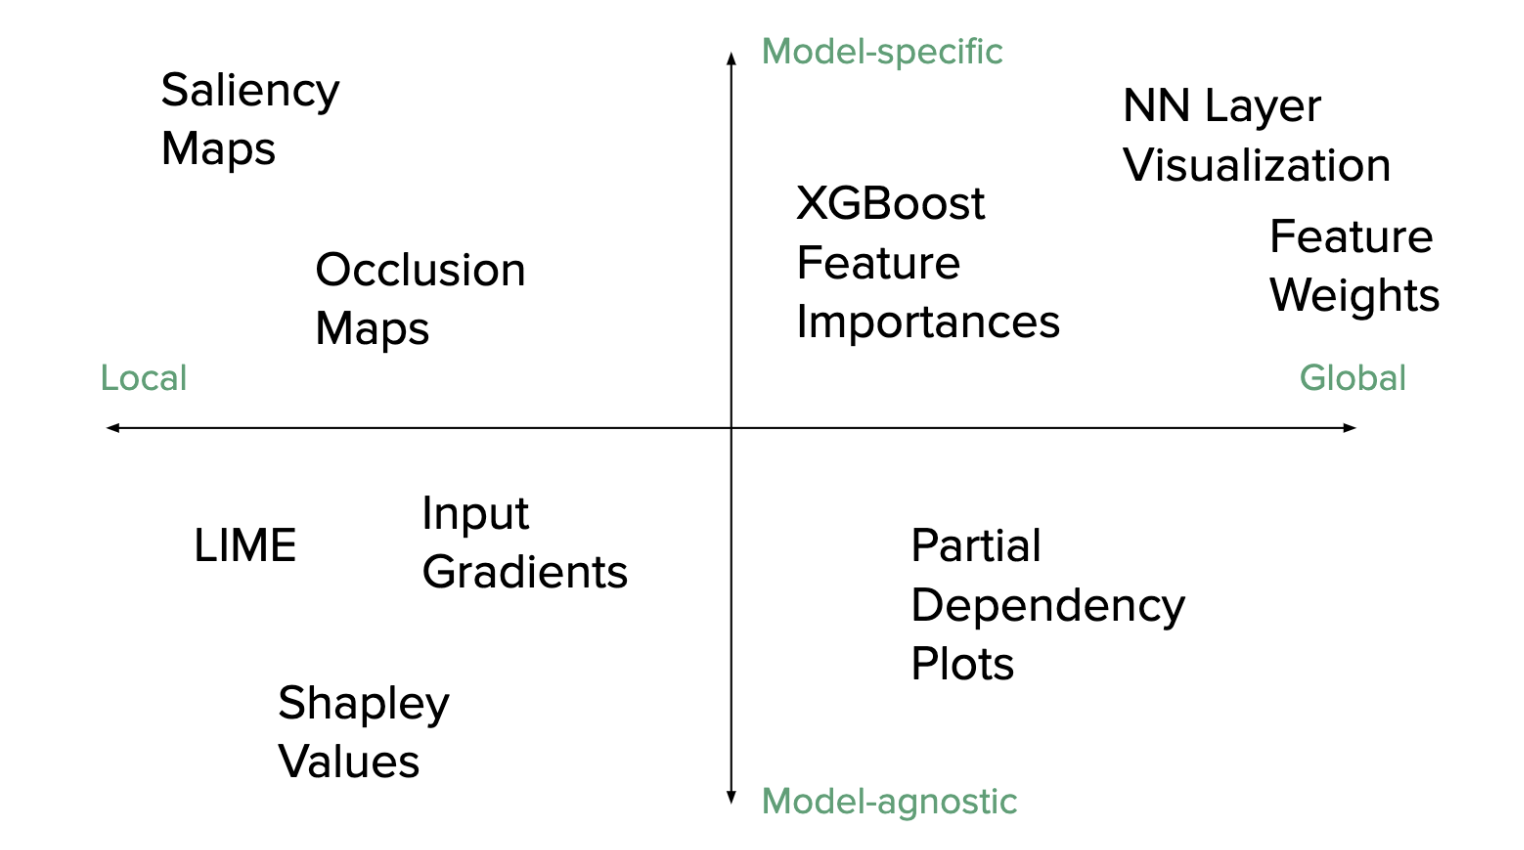 Model-specific
Saliency
Maps
NN Layer
Visualization
XGBoost
Feature
Importances
Feature
Weights
Occlusion
Maps
Local
Global
LIME
Input
Gradients
Partial
Dependency
Plots
Shapley
Values
Model-agnostic